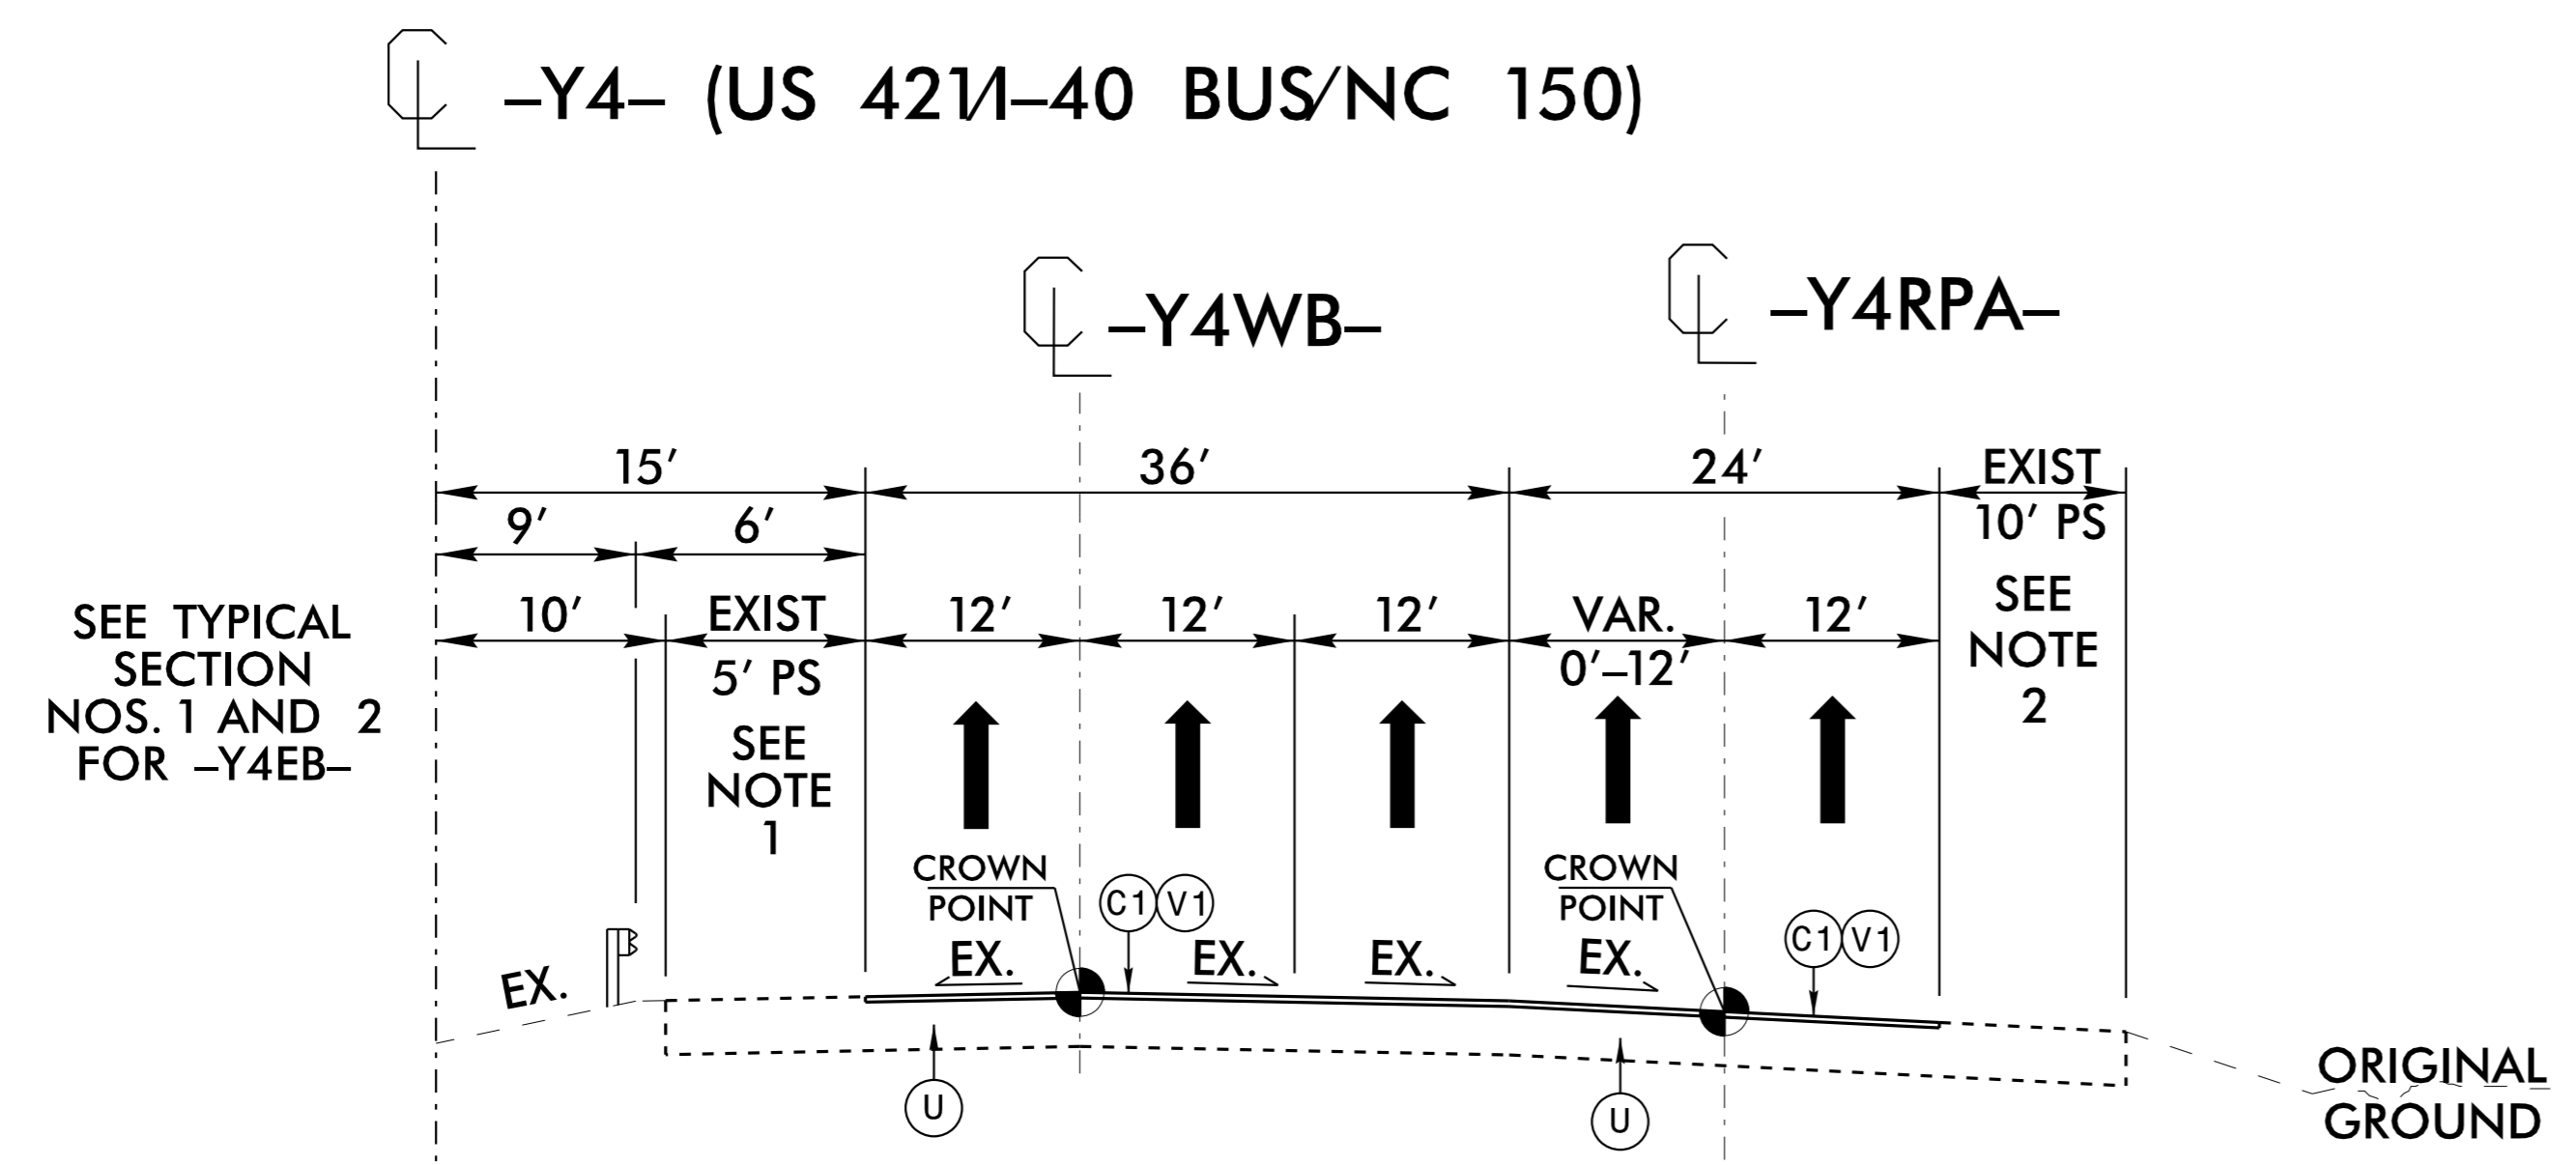 CL -Y4- (US 421/I-40 BUS/NC 150)
CL -Y4WB-
CL -Y4RPA-
15' 36' 24' EXIST
10' PS
9' 6'
10' EXIST 12' 12' 12' VAR. 12'
5' PS 0'-12'
SEE TYPICAL
SECTION
NOS. 1 AND 2
FOR -Y4EB-
SEE
NOTE
1
SEE
NOTE
2
CROWN
POINT
C1 V1
CROWN
POINT
C1 V1
EX. EX. EX. EX. EX.
U U
ORIGINAL
GROUND